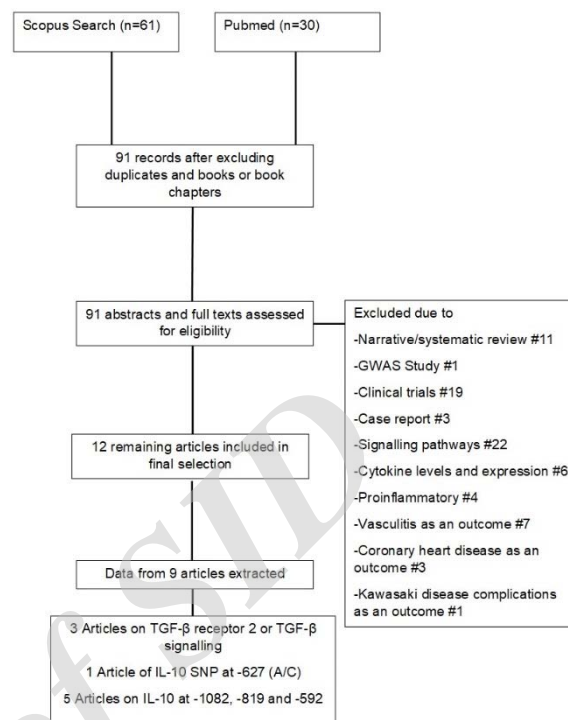 Scopus Search (n=61)
Pubmed (n=30)
91 records after excluding
duplicates and books or book
chapters
91 abstracts and full texts assessed
for eligibility
Excluded due to
-Narrative/systematic review #11
-GWAS Study #1
-Clinical trials #19
-Case report #3
-Signalling pathways #22
-Cytokine levels and expression #6
-Proinflammatory #4
-Vasculitis as an outcome #7
-Coronary heart disease as an
outcome #3
-Kawasaki disease complications
as an outcome #1
12 remaining articles included in
final selection
Data from 9 articles extracted
3 Articles on TGF-β receptor 2 or TGF-β
signalling
1 Article of IL-10 SNP at -627 (A/C)
5 Articles on IL-10 at -1082, -819 and -592
of SID